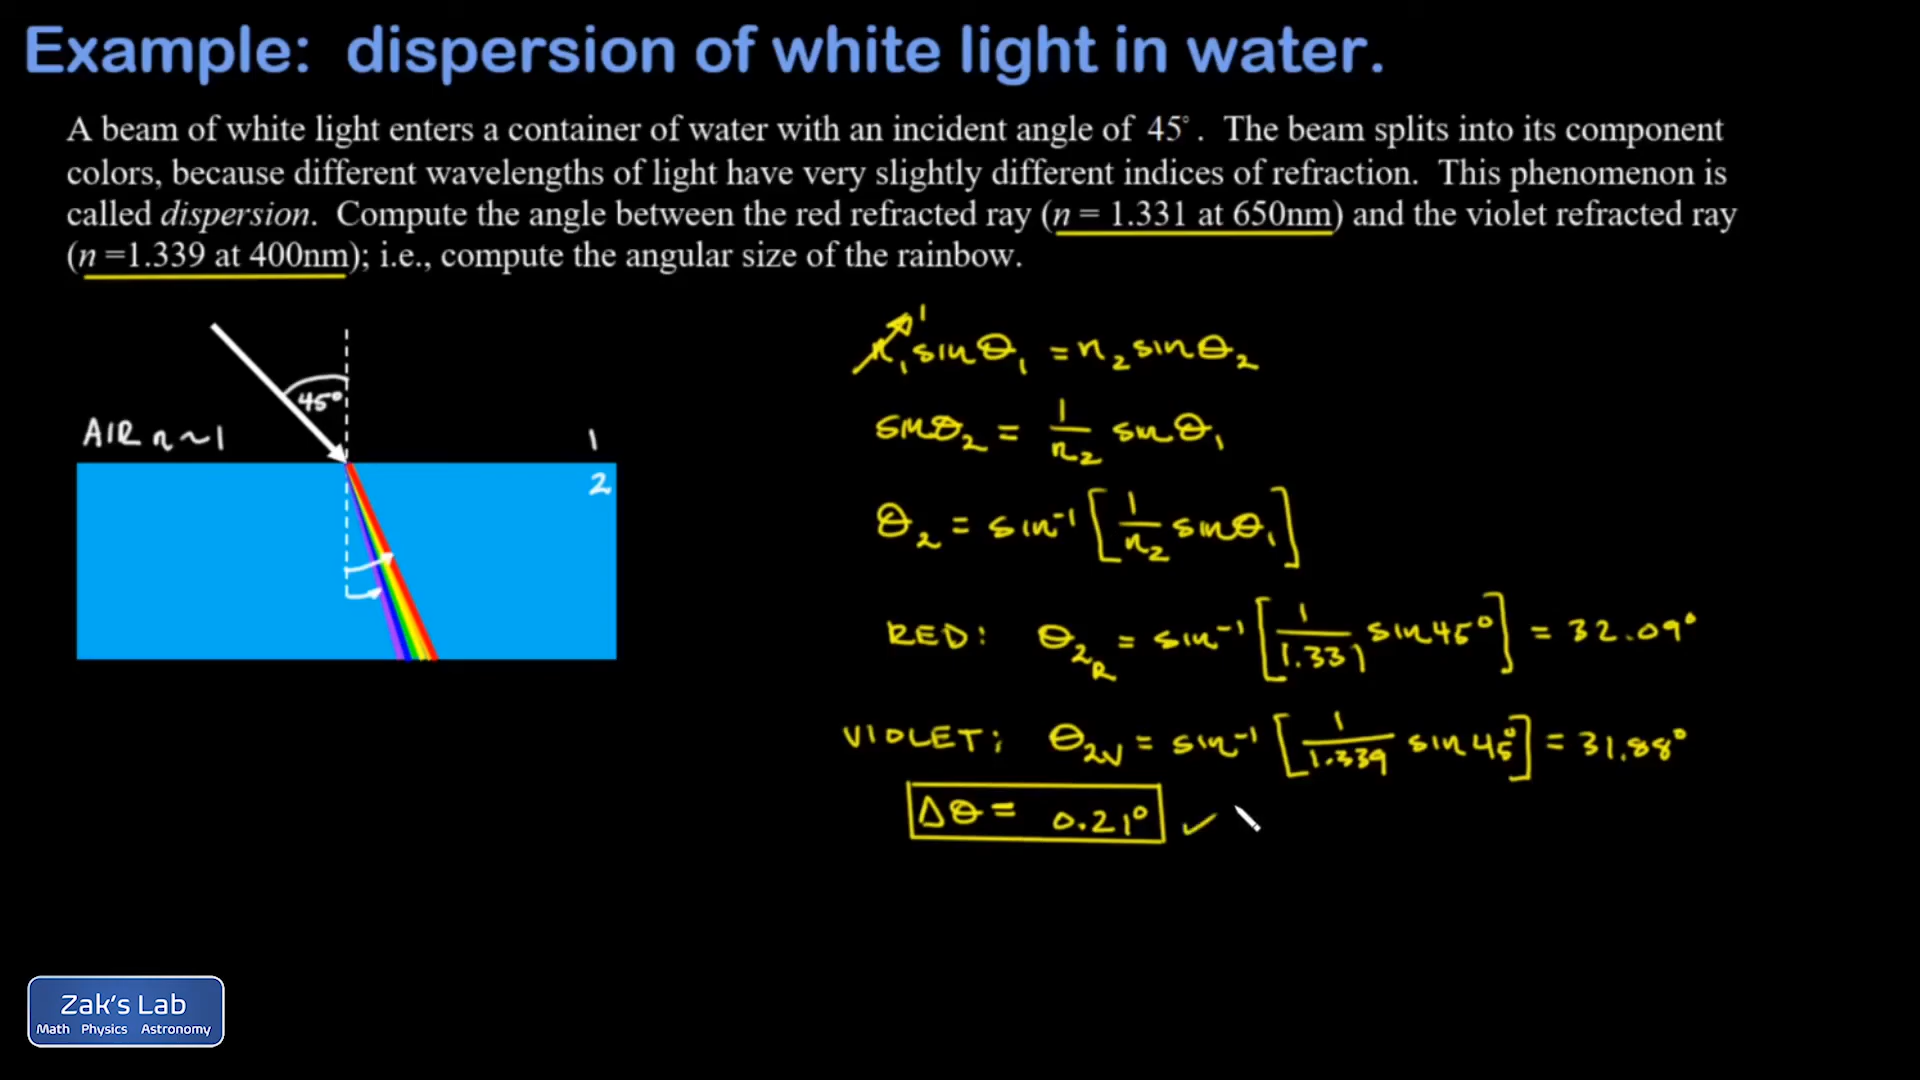 Example: dispersion of white light in water.
A beam of white light enters a container of water with an incident angle of 45°. The beam splits into its component
colors, because different wavelengths of light have very slightly different indices of refraction. This phenomenon is
called dispersion. Compute the angle between the red refracted ray (n = 1.331 at 650nm) and the violet refracted ray
(n =1.339 at 400nm); i.e., compute the angular size of the rainbow.
45°
AIR n~1
1
2
n₁ 1 sinθ₁ = n₂ sinθ₂
sinθ₂ = 1/n₂ sinθ₁
θ₂ = sin⁻¹ [1/n₂ sinθ₁]
RED: θ₂R = sin⁻¹ [1/1.331 sin45°] = 32.09°
VIOLET: θ₂V = sin⁻¹ [1/1.339 sin45°] = 31.88°
Δθ = 0.21° ✓
Zak's Lab
Math Physics Astronomy